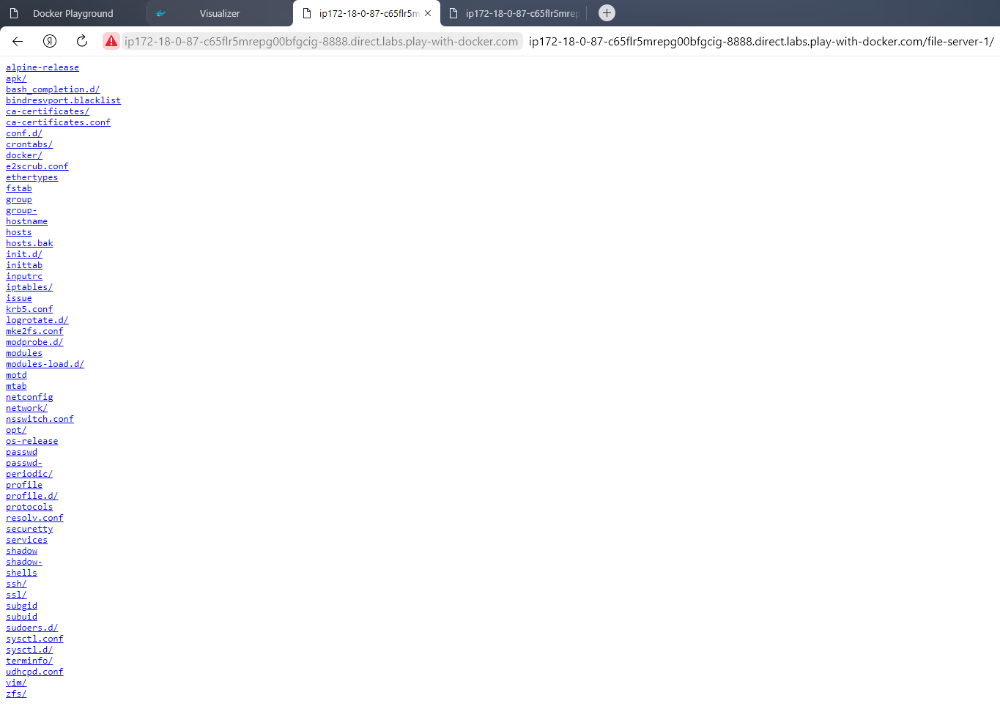 Docker Playground
Visualizer
ip172-18-0-87-c65flr5m
ip172-18-0-87-c65flr5mrep
ip172-18-0-87-c65flr5mrepg00bfgcig-8888.direct.labs.play-with-docker.com
ip172-18-0-87-c65flr5mrepg00bfgcig-8888.direct.labs.play-with-docker.com/file-server-1/
alpine-release
apk/
bash_completion.d/
bindresvport.blacklist
ca-certificates/
ca-certificates.conf
conf.d/
crontabs/
docker/
e2scrub.conf
ethertypes
fstab
group
group-
hostname
hosts
hosts.bak
init.d/
inittab
inputrc
iptables/
issue
krb5.conf
logrotate.d/
mke2fs.conf
modprobe.d/
modules
modules-load.d/
motd
mtab
netconfig
network/
nsswitch.conf
opt/
os-release
passwd
passwd-
periodic/
profile
profile.d/
protocols
resolv.conf
securetty
services
shadow
shadow-
shells
ssh/
ssl/
subgid
subuid
sudoers.d/
sysctl.conf
sysctl.d/
terminfo/
udhcpd.conf
vim/
zfs/